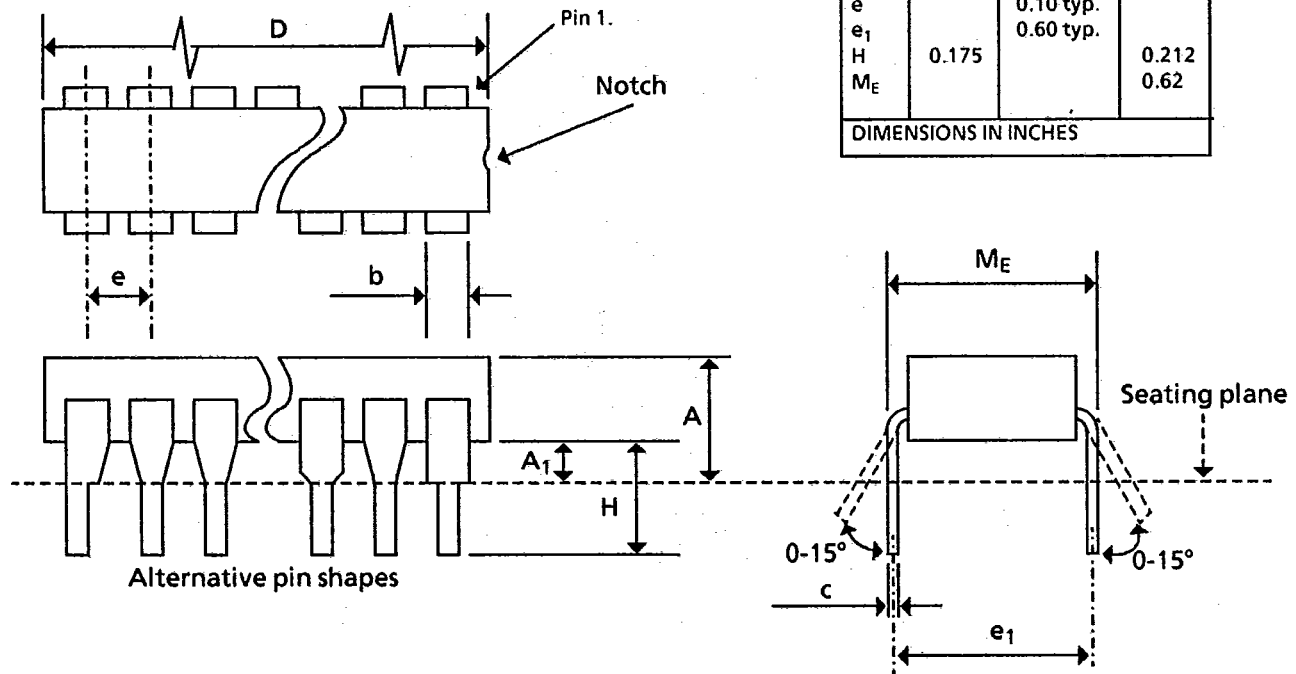 D
Pin 1.
Notch
e 0.10 typ.
e1 0.60 typ.
H 0.175 0.212
ME 0.62
DIMENSIONS IN INCHES
e
b
ME
A
A1
H
Seating plane
0-15°
0-15°
c
e1
Alternative pin shapes